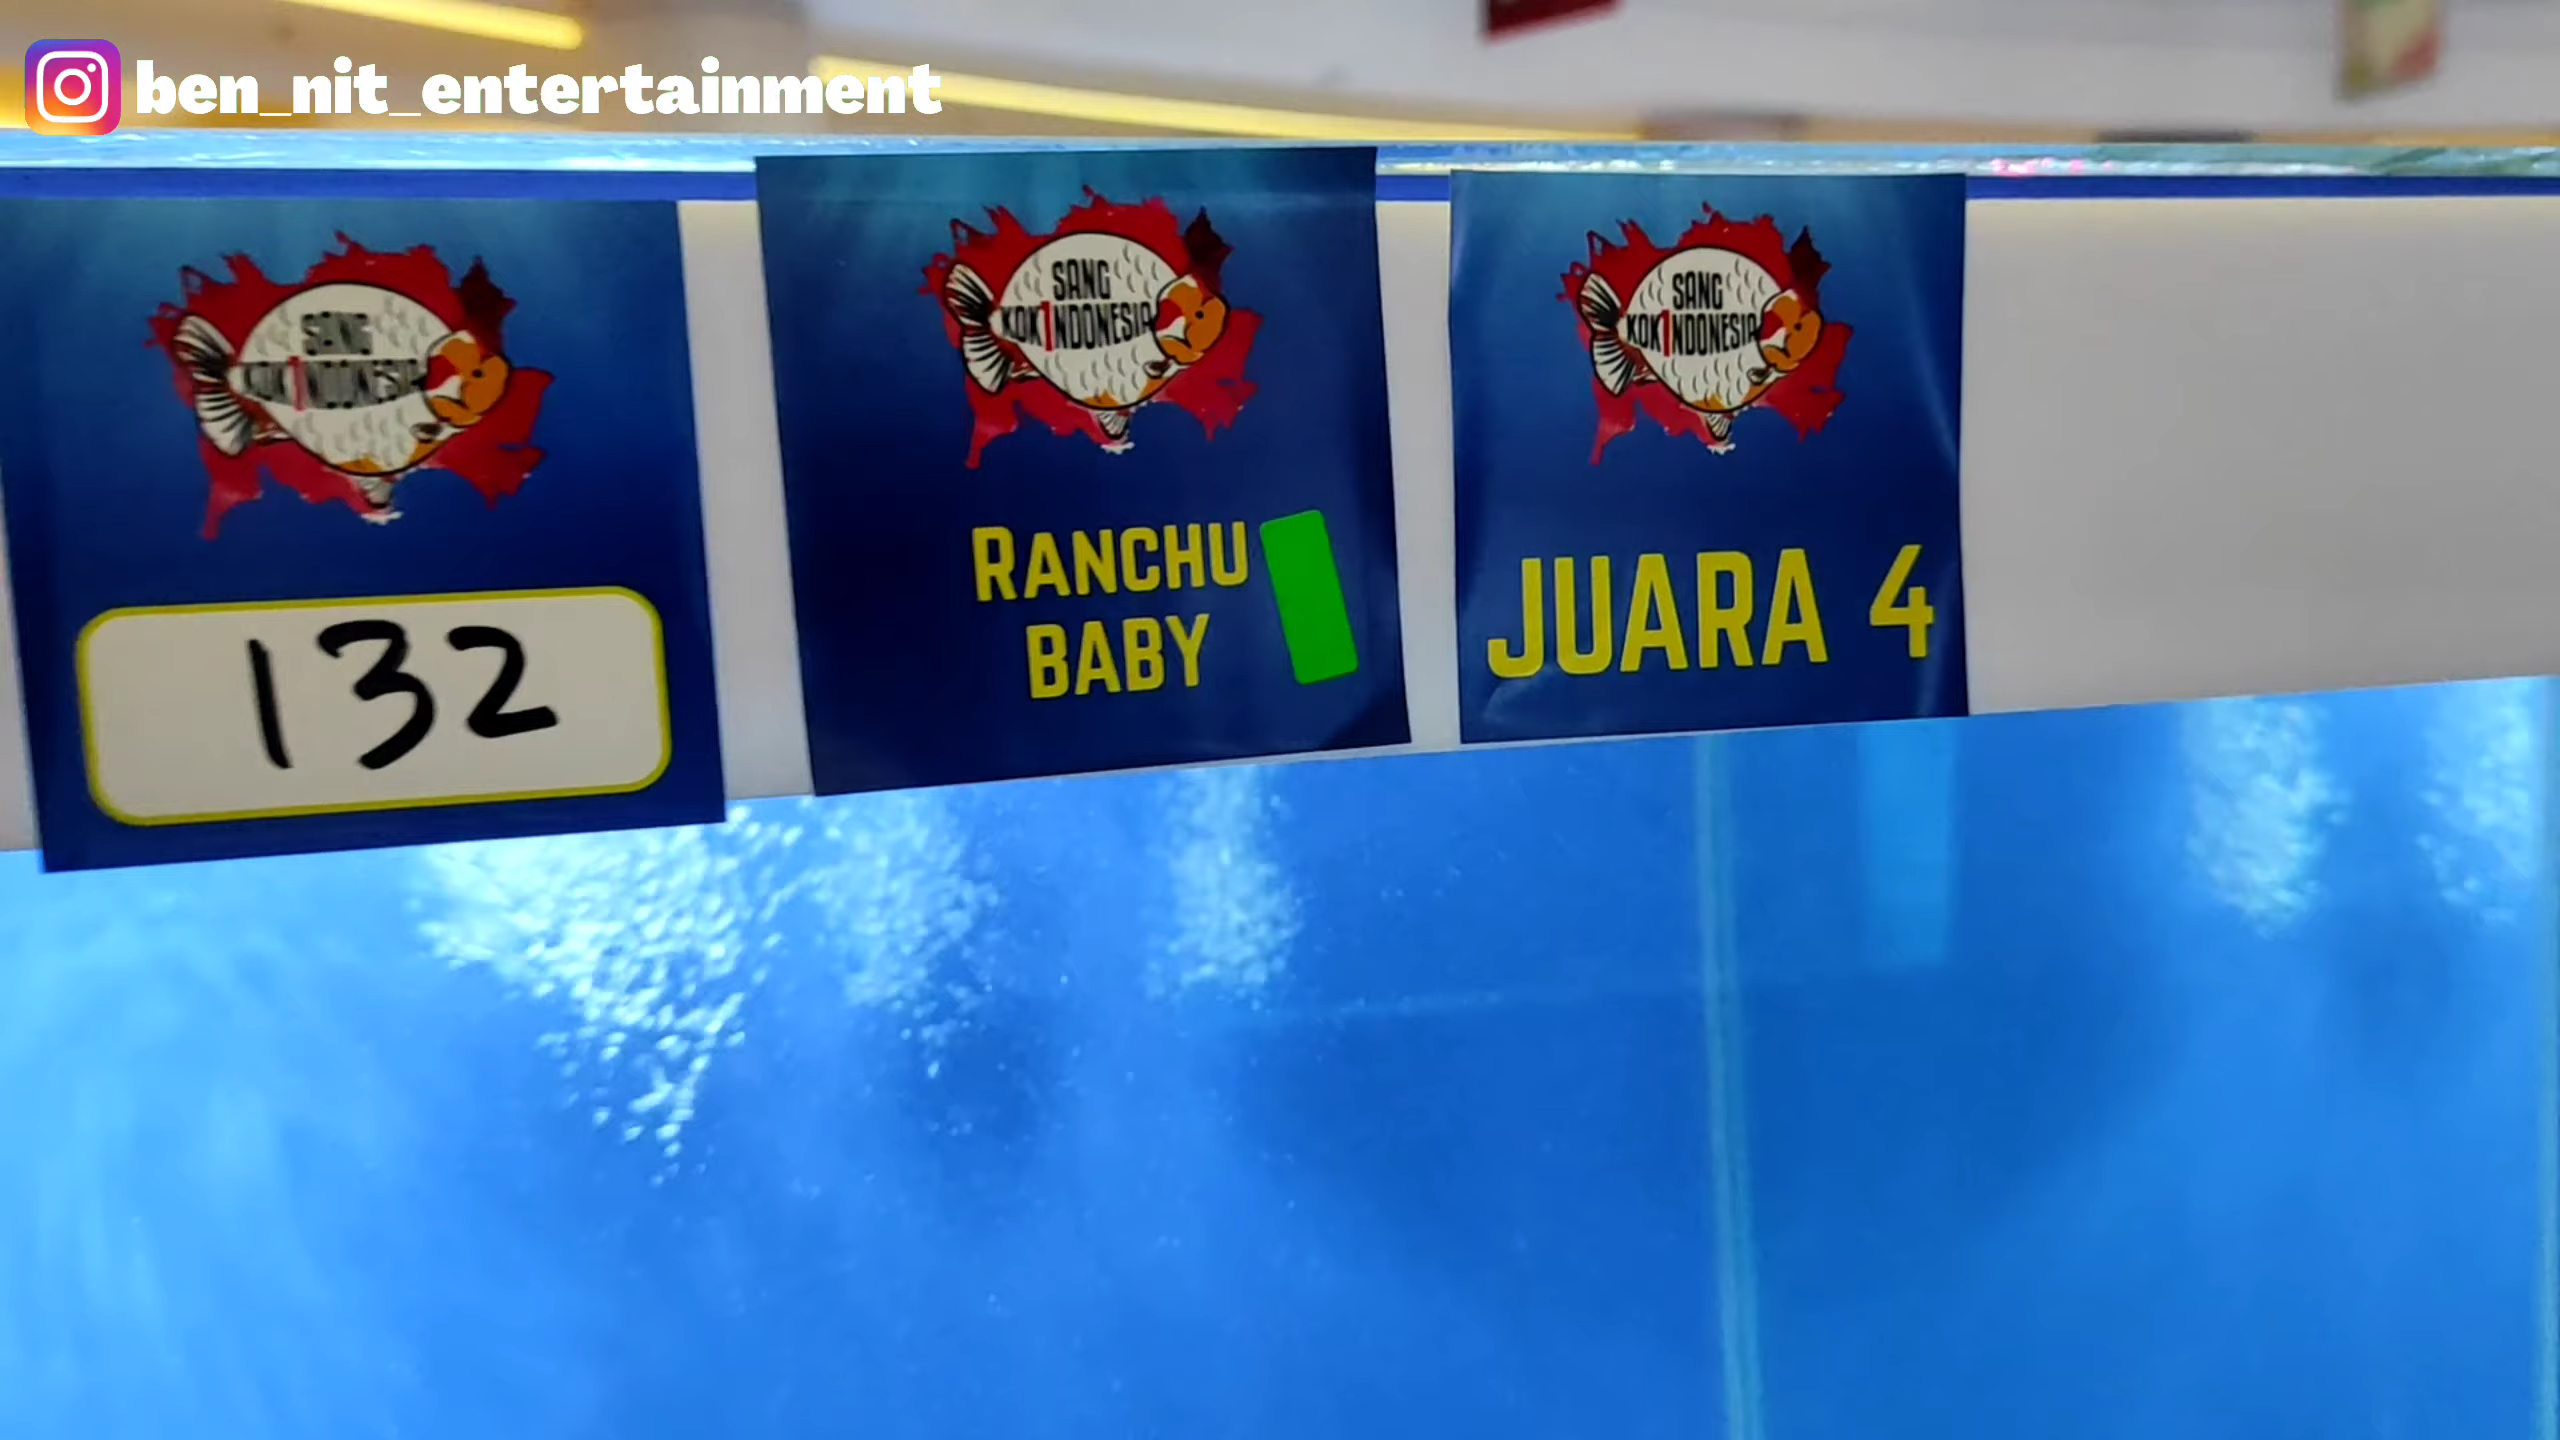 ben_nit_entertainment
SANG
KOK1NDONESIA
132
SANG
KOK1NDONESIA
RANCHU
BABY
SANG
KOK1NDONESIA
JUARA 4